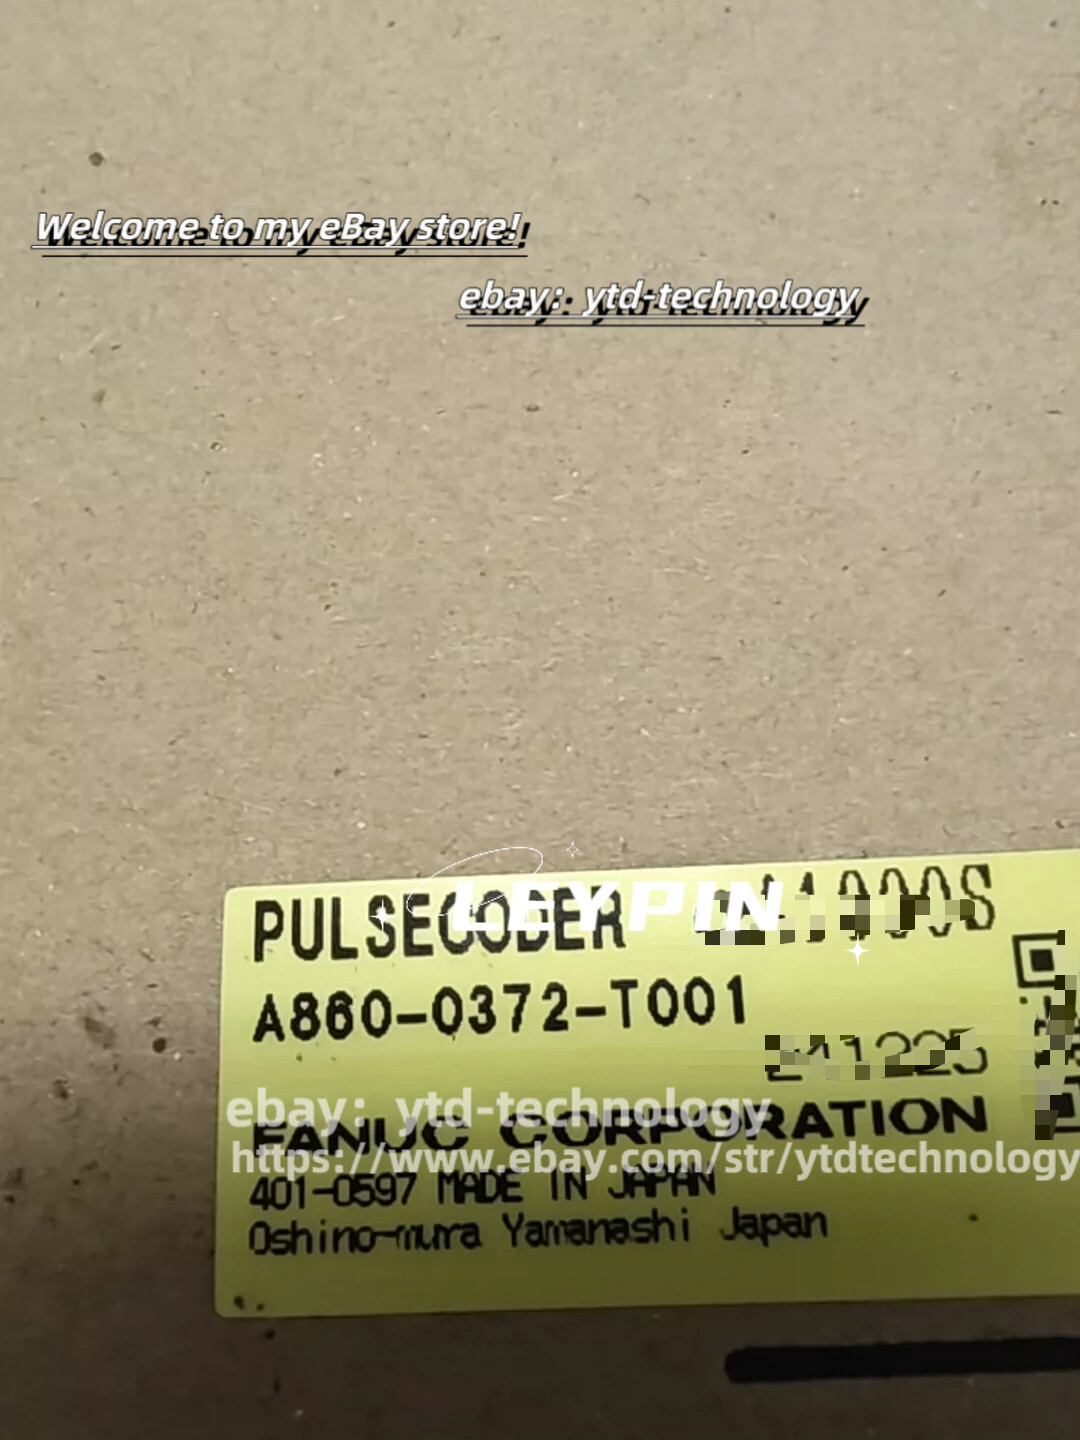 Welcome to my eBay store!
ebay: ytd-technology
LEYPIN
PULSECODER
A860-0372-T001
ebay: ytd-technology
FANUC CORPORATION
https://www.ebay.com/str/ytdtechnology
401-0597 MADE IN JAPAN
Oshino-mura Yamanashi Japan